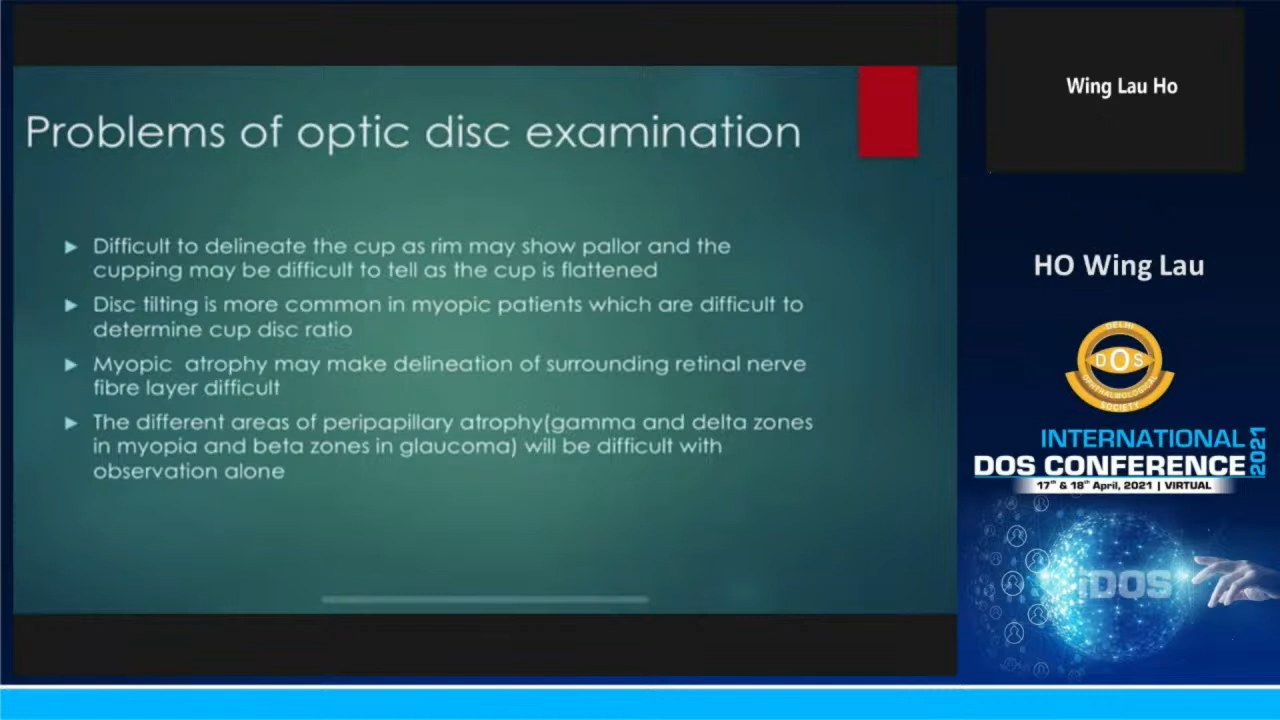 Problems of optic disc examination
Difficult to delineate the cup as rim may show pallor and the
cupping may be difficult to tell as the cup is flattened
Disc tilting is more common in myopic patients which are difficult to
determine cup disc ratio
Myopic atrophy may make delineation of surrounding retinal nerve
fibre layer difficult
The different areas of peripapillary atrophy(gamma and delta zones
in myopia and beta zones in glaucoma) will be difficult with
observation alone
Wing Lau Ho
HO Wing Lau
DELHI
DOS
OPHTHALMOLOGICAL
SOCIETY
INTERNATIONAL
DOS CONFERENCE
2021
17th & 18th April, 2021 | VIRTUAL
iDOS